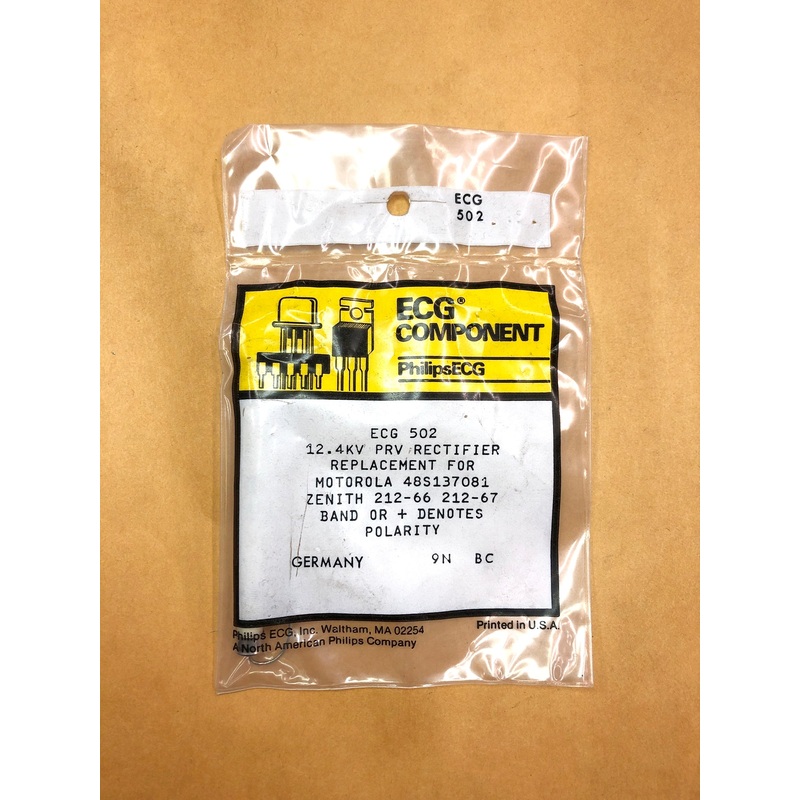 ECG
502
ECG®
COMPONENT
PhilipsECG
ECG 502
12.4KV PRV RECTIFIER
REPLACEMENT FOR
MOTOROLA 48S137081
ZENITH 212-66 212-67
BAND OR + DENOTES
POLARITY
GERMANY 9N BC
Philips ECG, Inc. Waltham, MA 02254
A North American Philips Company
Printed in U.S.A.